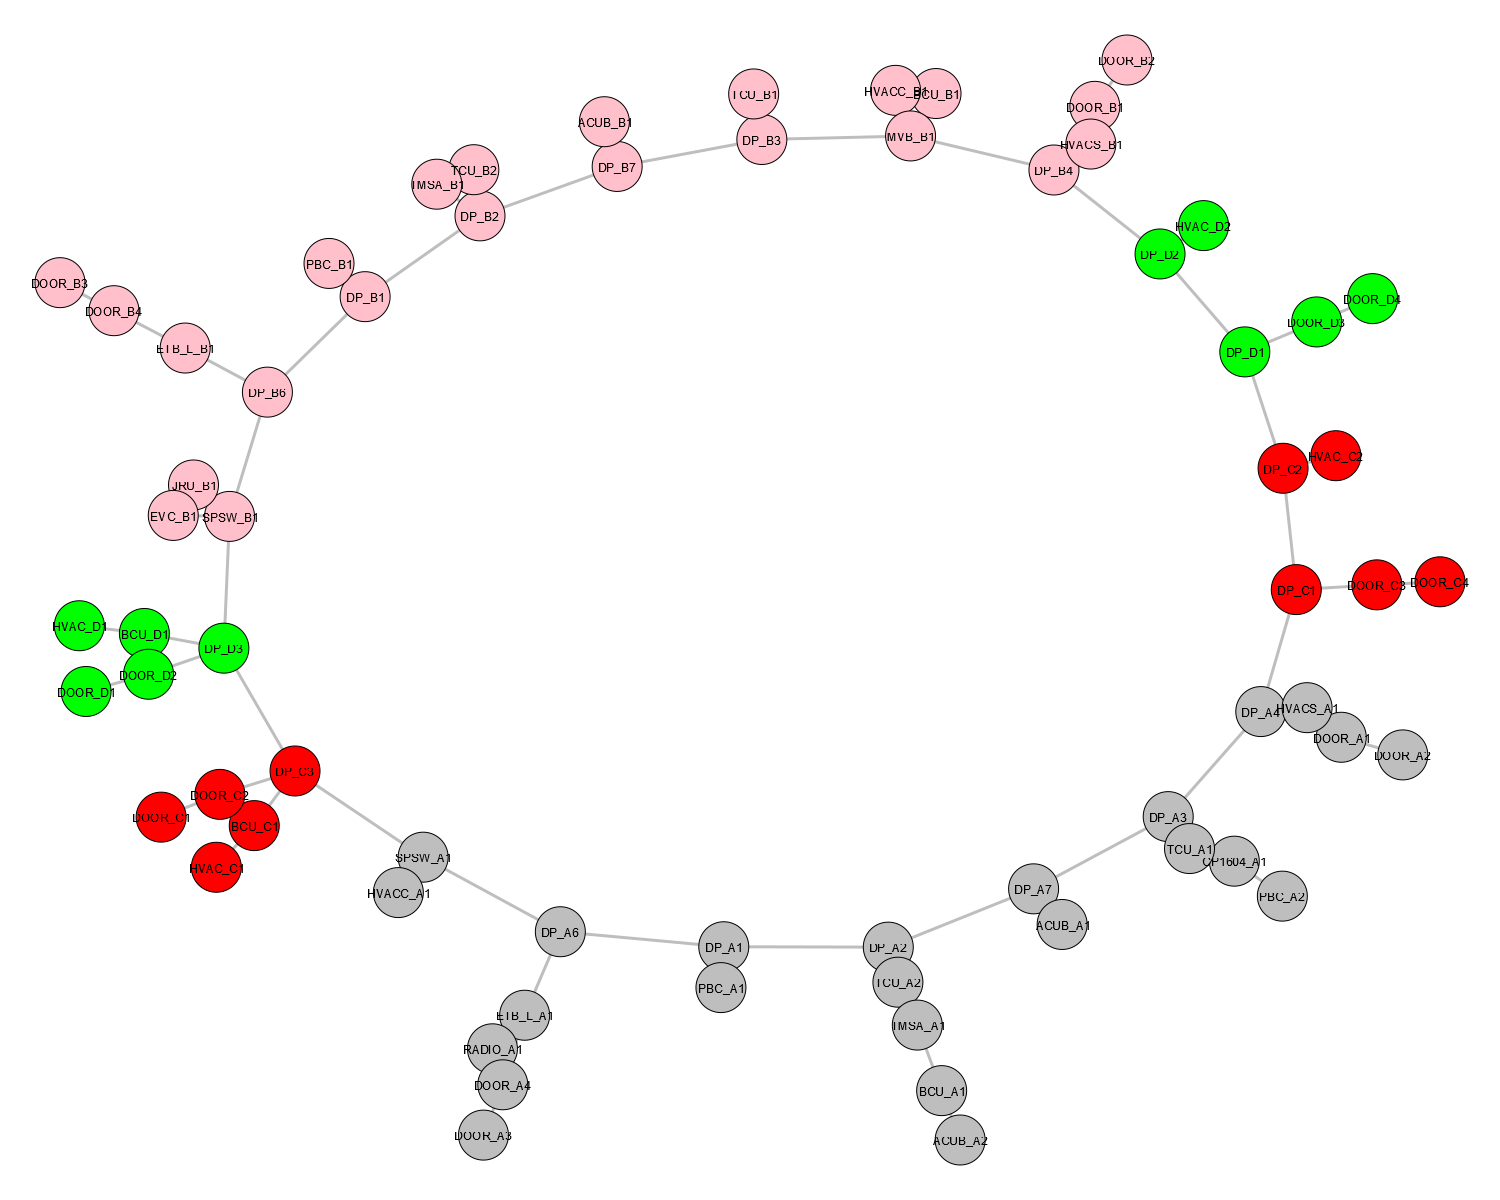 DOOR_B2
HVACC_B1
BCU_B1
TCU_B1
DOOR_B1
ACUB_B1
MVB_B1
DP_B3
HVACS_B1
DP_B7
DP_B4
TCU_B2
TMSA_B1
DP_B2
HVAC_D2
DP_D2
PBC_B1
DOOR_B3
DP_B1
DOOR_D4
DOOR_B4
DOOR_D3
ETB_L_B1
DP_D1
DP_B6
HVAC_C2
DP_C2
JRU_B1
EVC_B1
SPSW_B1
DOOR_C4
DOOR_C3
DP_C1
HVAC_D1
BCU_D1
DP_D3
DOOR_D2
DOOR_D1
HVACS_A1
DP_A4
DOOR_A1
DOOR_A2
DP_C3
DOOR_C2
DOOR_C1
BCU_C1
DP_A3
TCU_A1
SPSW_A1
CP1604_A1
HVAC_C1
DP_A7
HVACC_A1
PBC_A2
ACUB_A1
DP_A6
DP_A1
DP_A2
TCU_A2
PBC_A1
ETB_L_A1
TMSA_A1
RADIO_A1
DOOR_A4
BCU_A1
DOOR_A3
ACUB_A2